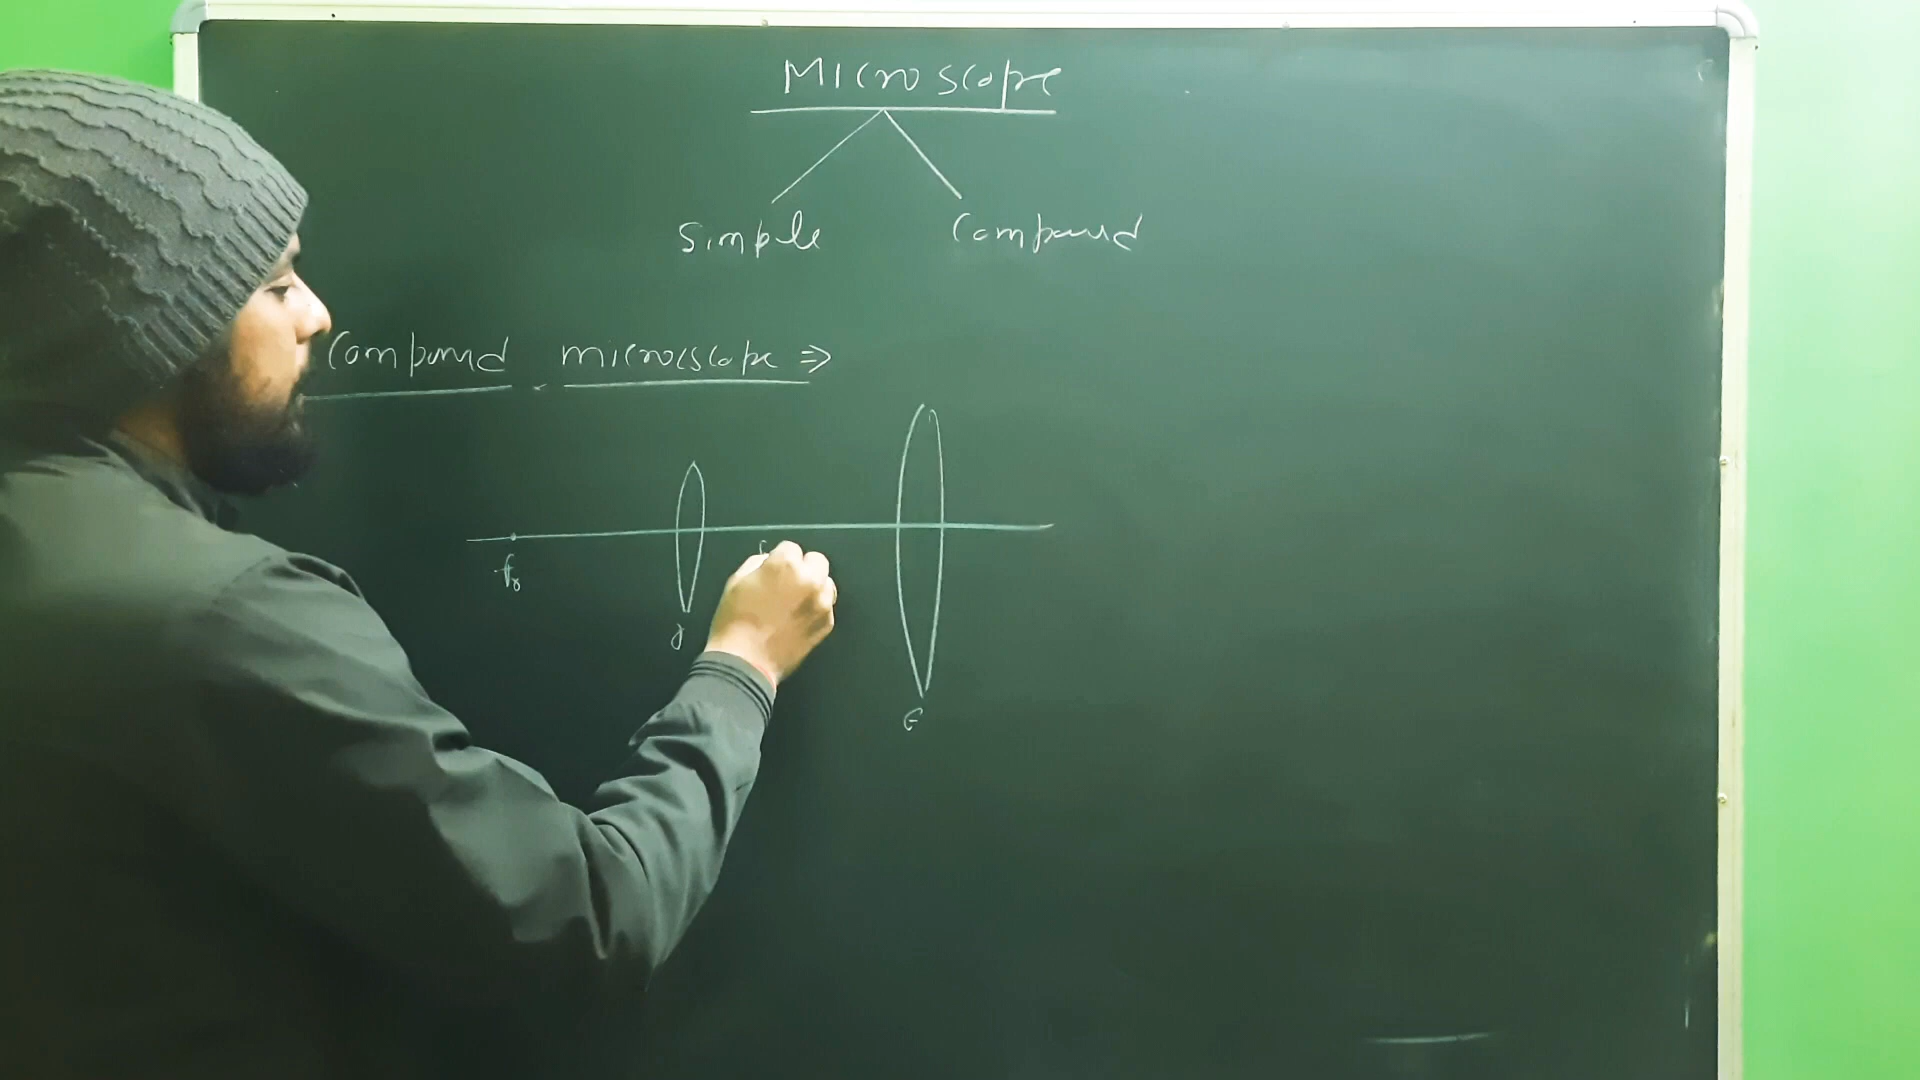 Microscope
Simple Compound
Compound microscope ⇒
fo
E